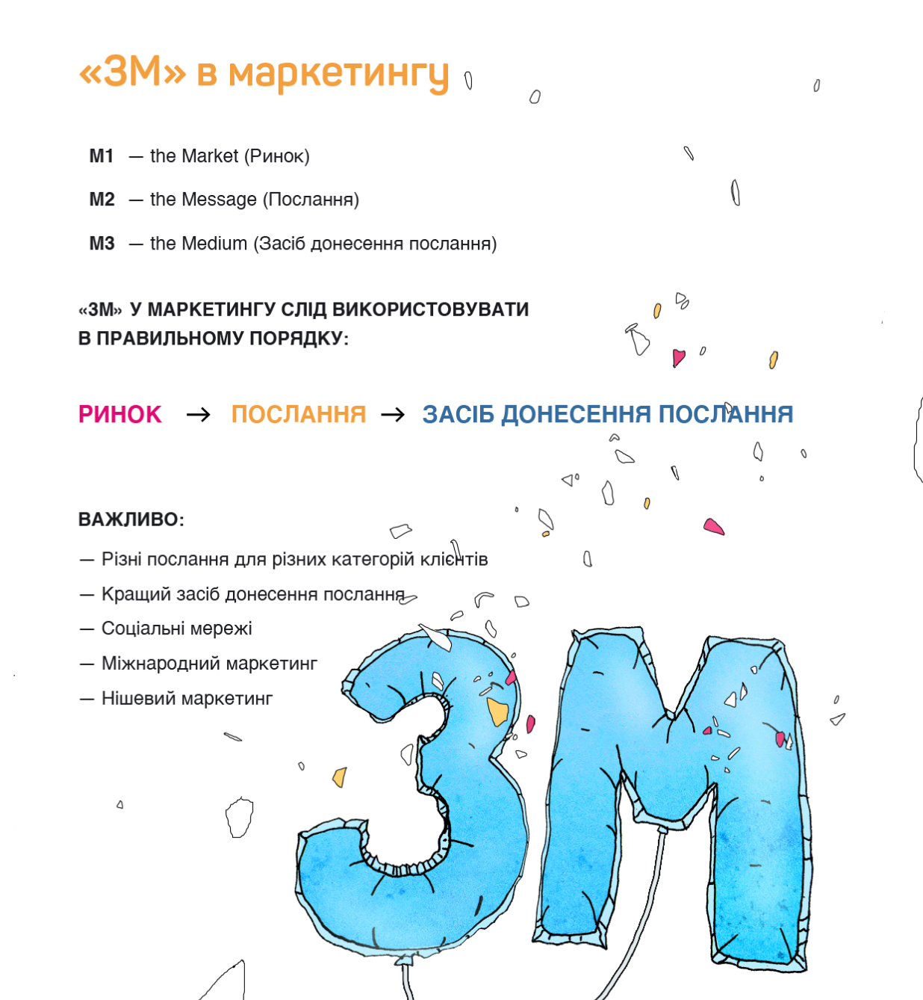 «3М» в маркетингу
М1 — the Market (Ринок)
М2 — the Message (Послання)
М3 — the Medium (Засіб донесення послання)
«3М» У МАРКЕТИНГУ СЛІД ВИКОРИСТОВУВАТИ
В ПРАВИЛЬНОМУ ПОРЯДКУ:
РИНОК → ПОСЛАННЯ → ЗАСІБ ДОНЕСЕННЯ ПОСЛАННЯ
ВАЖЛИВО:
— Різні послання для різних категорій клієнтів
— Кращий засіб донесення послання
— Соціальні мережі
— Міжнародний маркетинг
— Нішевий маркетинг
3М